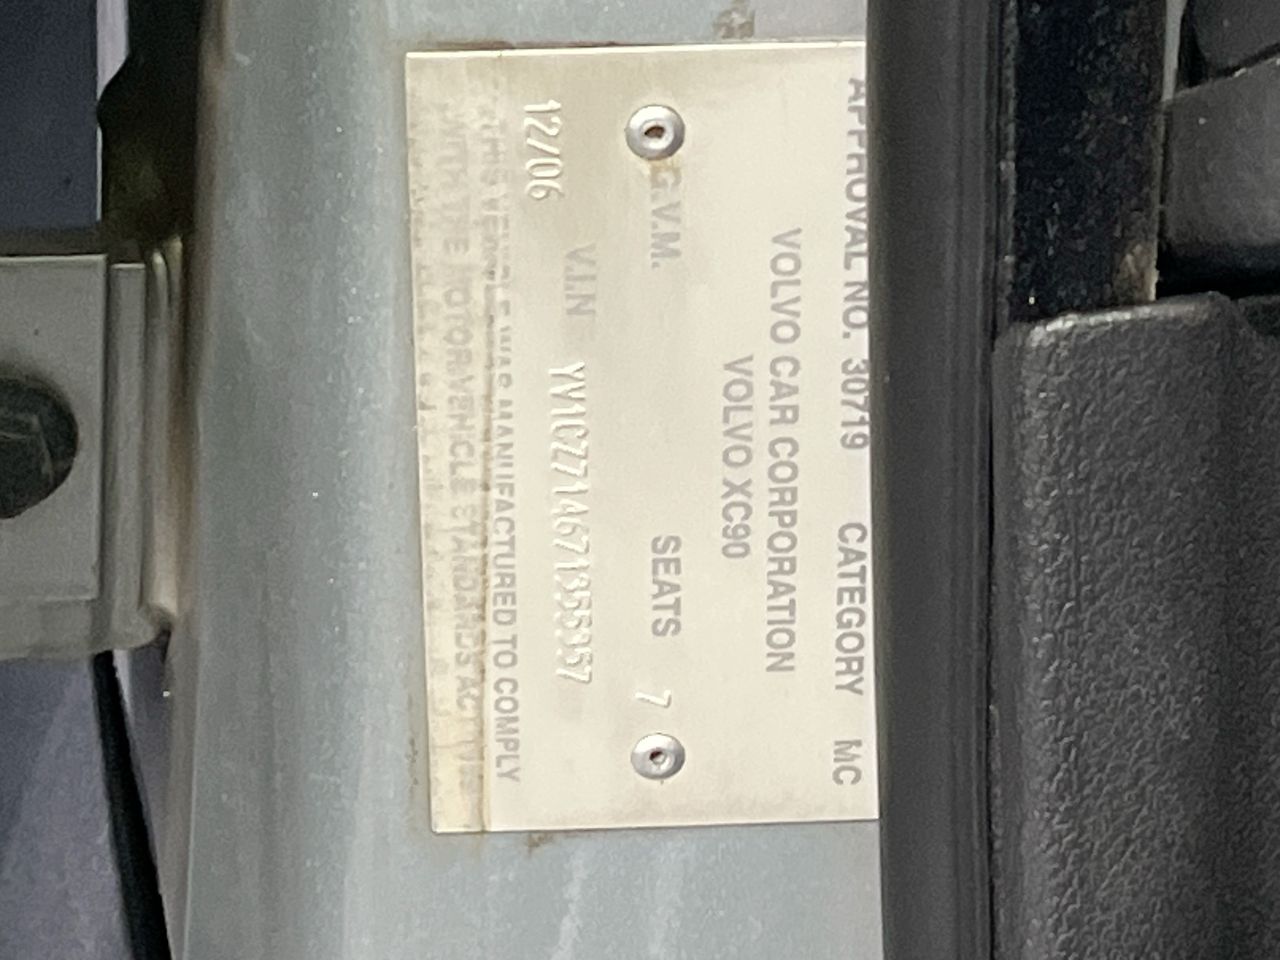 APPROVAL NO. 30719 CATEGORY MC
VOLVO CAR CORPORATION
VOLVO XC90
G.V.M. SEATS 7
12/06 V.I.N YV1CZ714671355357
THIS VEHICLE WAS MANUFACTURED TO COMPLY
WITH THE MOTOR VEHICLE STANDARDS ACT